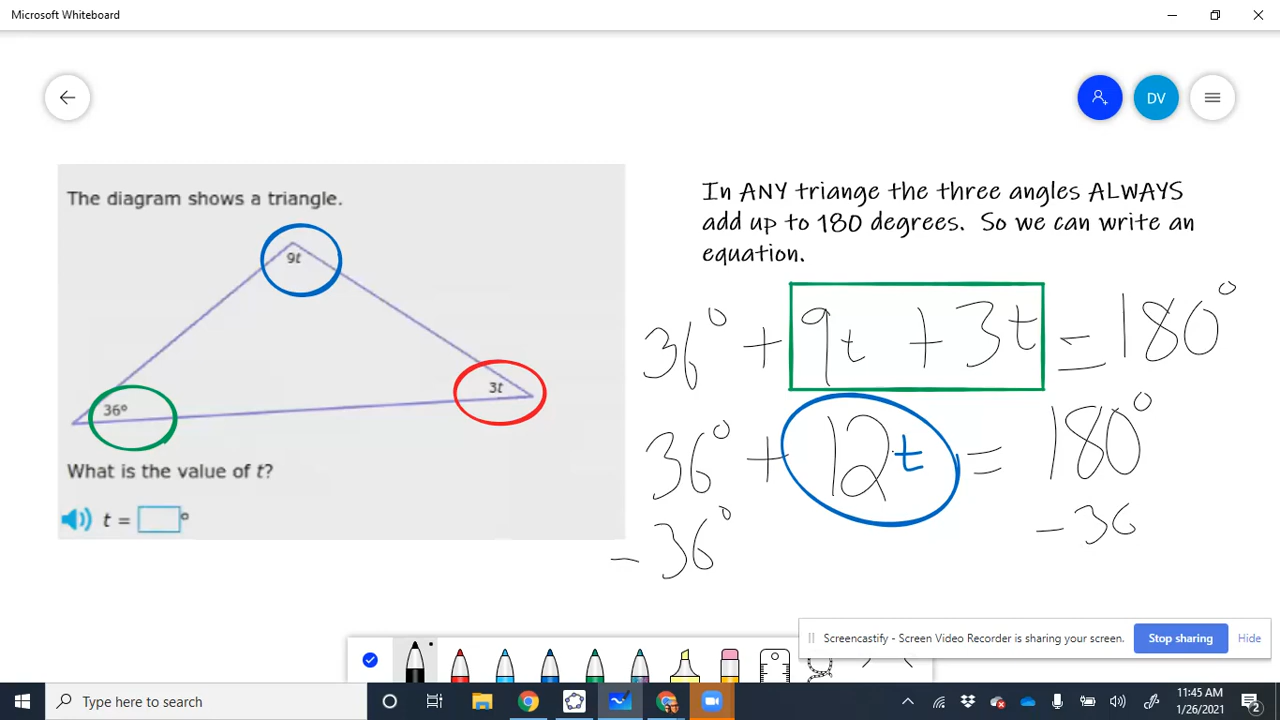 Microsoft Whiteboard
DV
The diagram shows a triangle.
9t
3t
36º
What is the value of t?
t = º
In ANY triange the three angles ALWAYS
add up to 180 degrees. So we can write an
equation.
36° + 9t + 3t = 180°
36° + 12t = 180°
- 36° - 36
Screencastify - Screen Video Recorder is sharing your screen.
Stop sharing
Hide
Type here to search
11:45 AM
1/26/2021
2